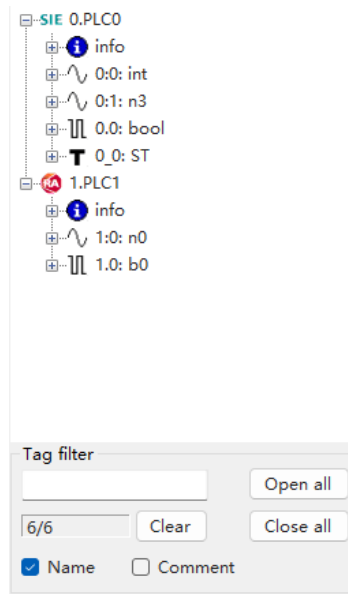 SIE 0.PLC0
i info
0:0: int
0:1: n3
0.0: bool
T 0_0: ST
RA 1.PLC1
i info
1:0: n0
1.0: b0
Tag filter
Open all
6/6 Clear Close all
Name Comment